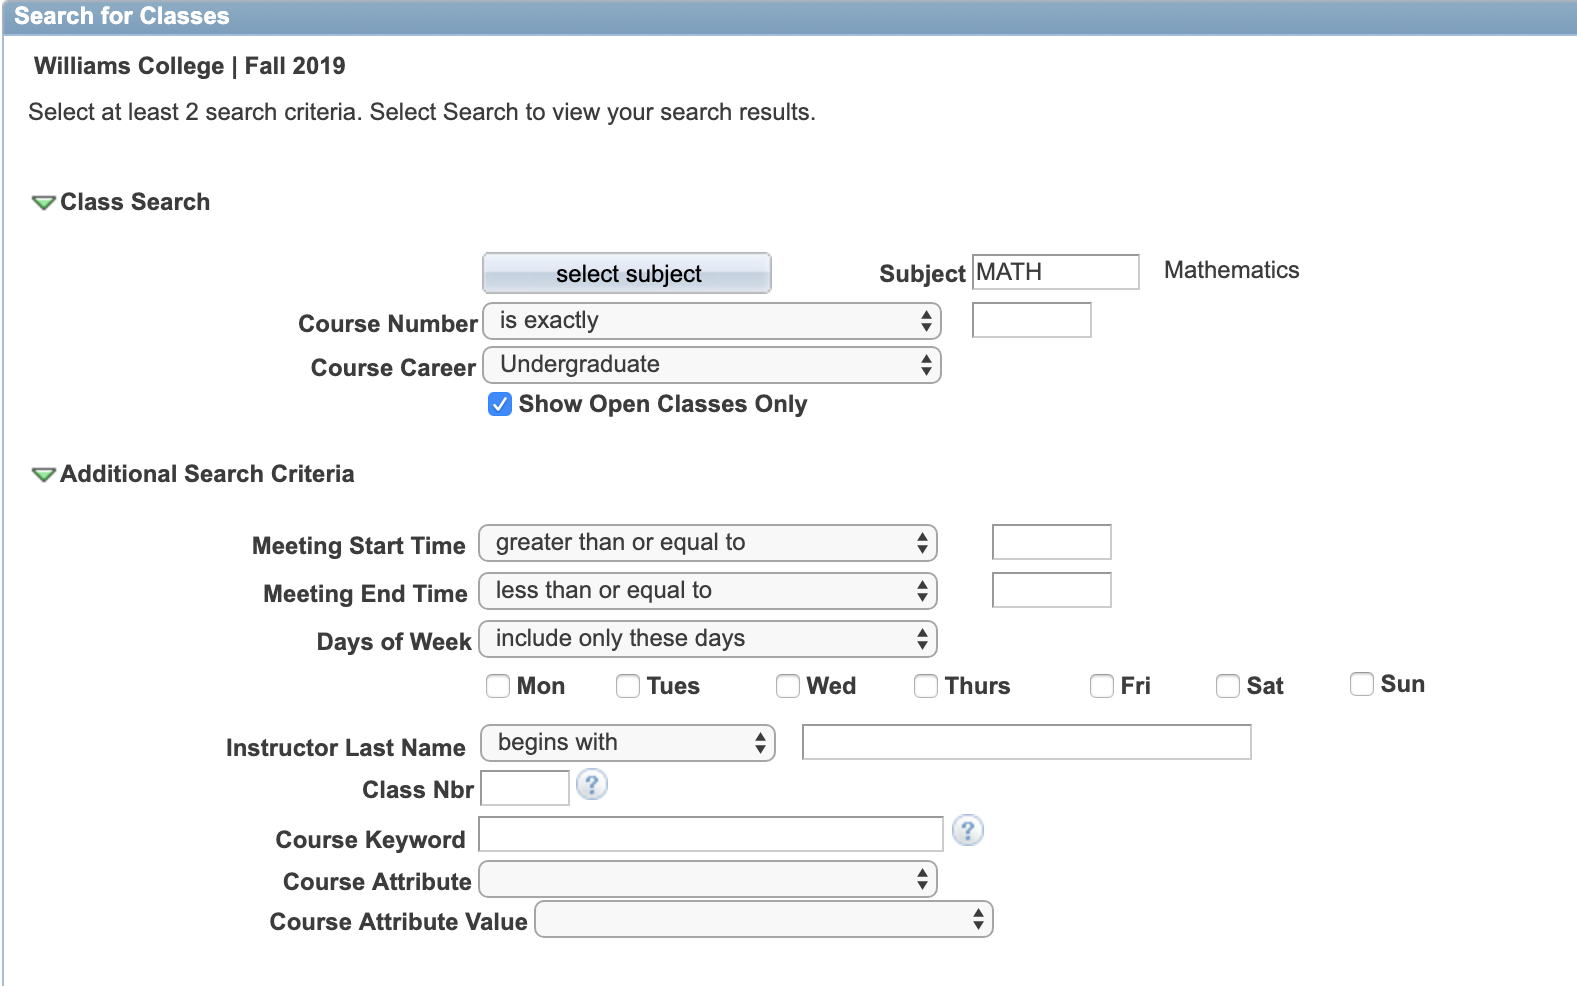 Search for Classes
Williams College | Fall 2019
Select at least 2 search criteria. Select Search to view your search results.
Class Search
select subject Subject MATH Mathematics
Course Number is exactly
Course Career Undergraduate
Show Open Classes Only
Additional Search Criteria
Meeting Start Time greater than or equal to
Meeting End Time less than or equal to
Days of Week include only these days
Mon Tues Wed Thurs Fri Sat Sun
Instructor Last Name begins with
Class Nbr ?
Course Keyword ?
Course Attribute
Course Attribute Value